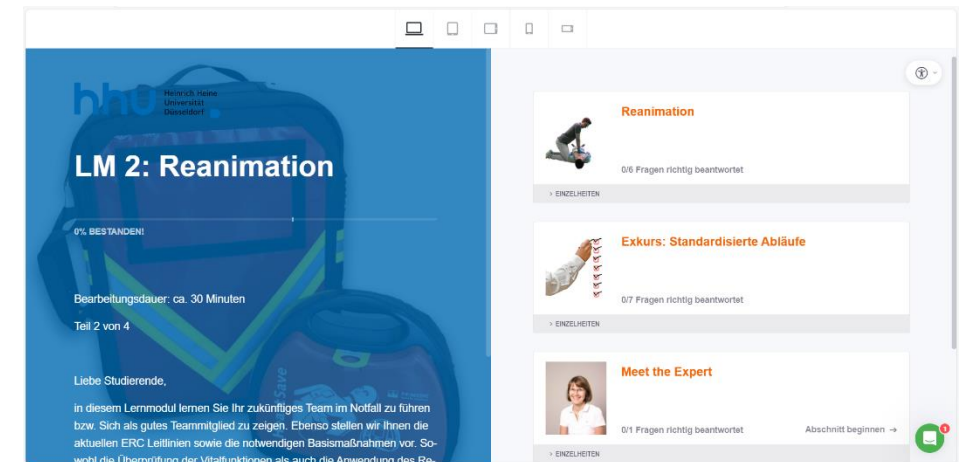 hhu
Heinrich Heine
Universität
Düsseldorf
LM 2: Reanimation
0% BESTANDEN!
Bearbeitungsdauer: ca. 30 Minuten
Teil 2 von 4
Liebe Studierende,
in diesem Lernmodul lernen Sie Ihr zukünftiges Team im Notfall zu führen
bzw. Sich als gutes Teammitglied zu zeigen. Ebenso stellen wir Ihnen die
aktuellen ERC Leitlinien sowie die notwendigen Basismaßnahmen vor. So-
wohl die Überprüfung der Vitalfunktionen als auch die Anwendung des Re-
Save
Reanimation
0/6 Fragen richtig beantwortet
> EINZELHEITEN
Exkurs: Standardisierte Abläufe
0/7 Fragen richtig beantwortet
> EINZELHEITEN
Meet the Expert
0/1 Fragen richtig beantwortet
Abschnitt beginnen →
> EINZELHEITEN
1